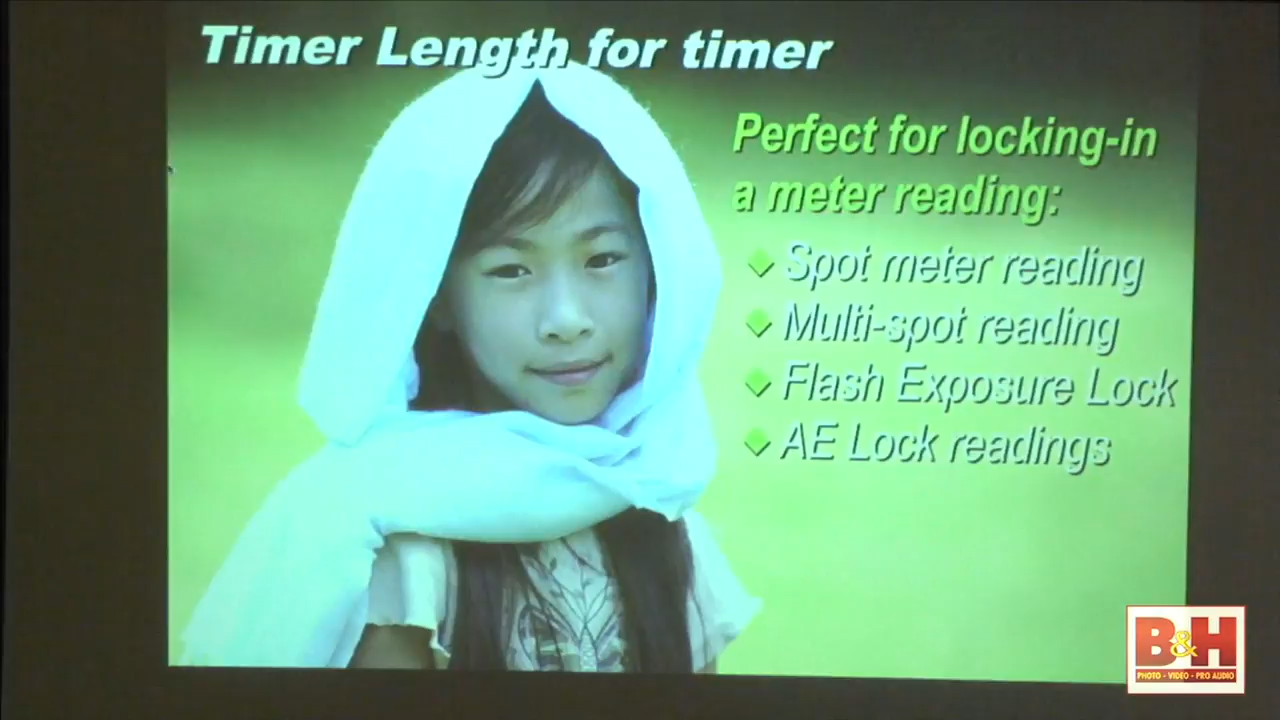 Timer Length for timer
Perfect for locking-in
a meter reading:
Spot meter reading
Multi-spot reading
Flash Exposure Lock
AE Lock readings
B&H
PHOTO - VIDEO - PRO AUDIO